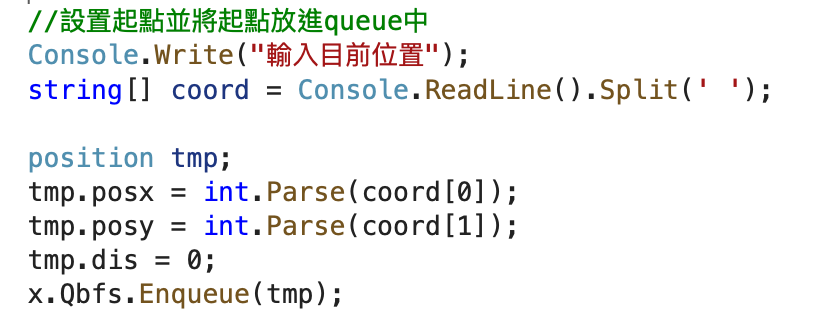 //設置起點並將起點放進queue中
Console.Write("輸入目前位置");
string[] coord = Console.ReadLine().Split(' ');
position tmp;
tmp.posx = int.Parse(coord[0]);
tmp.posy = int.Parse(coord[1]);
tmp.dis = 0;
x.Qbfs.Enqueue(tmp);